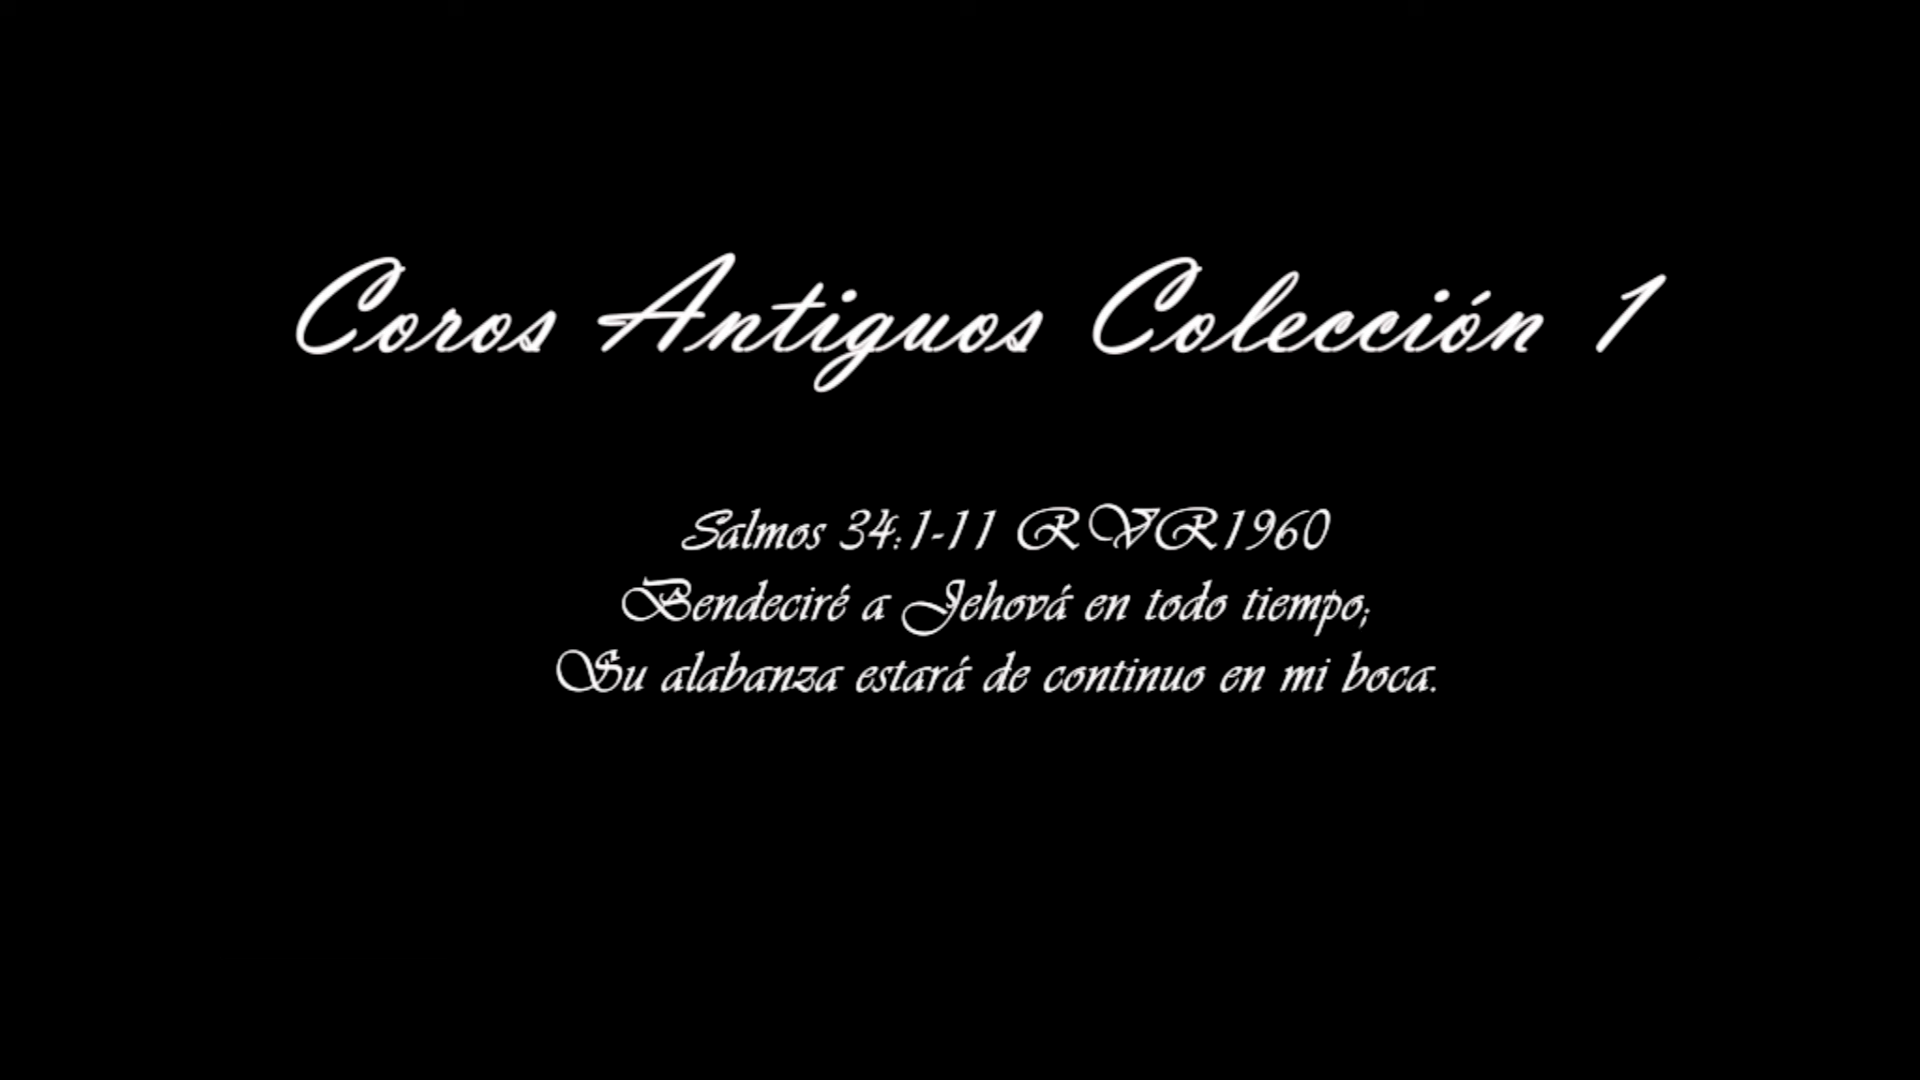 Coros Antiguos Colección 1
Salmos 34:1-11 RVR1960
Bendeciré a Jehová en todo tiempo;
Su alabanza estará de continuo en mi boca.